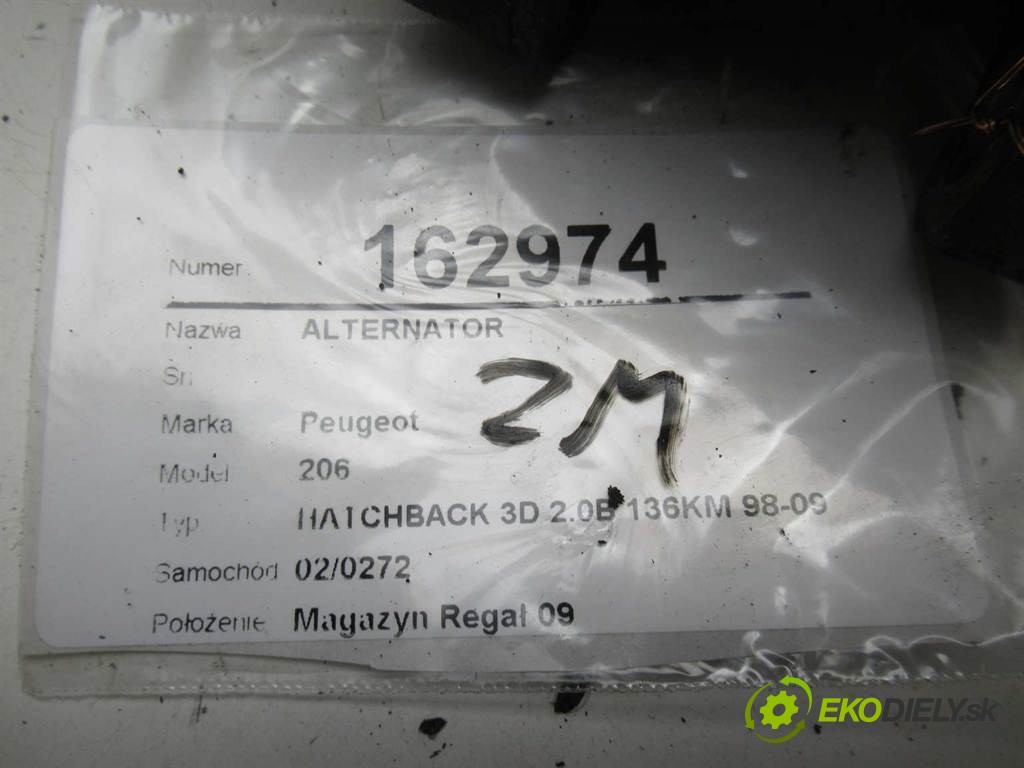 Numer. 162974
Nazwa ALTERNATOR
Sn
ZM
Marka Peugeot
Model 206
Typ HATCHBACK 3D 2.0B 136KM 98-09
Samochód 02/0272
Położenie Magazyn Regał 09
EKODIELY.sk